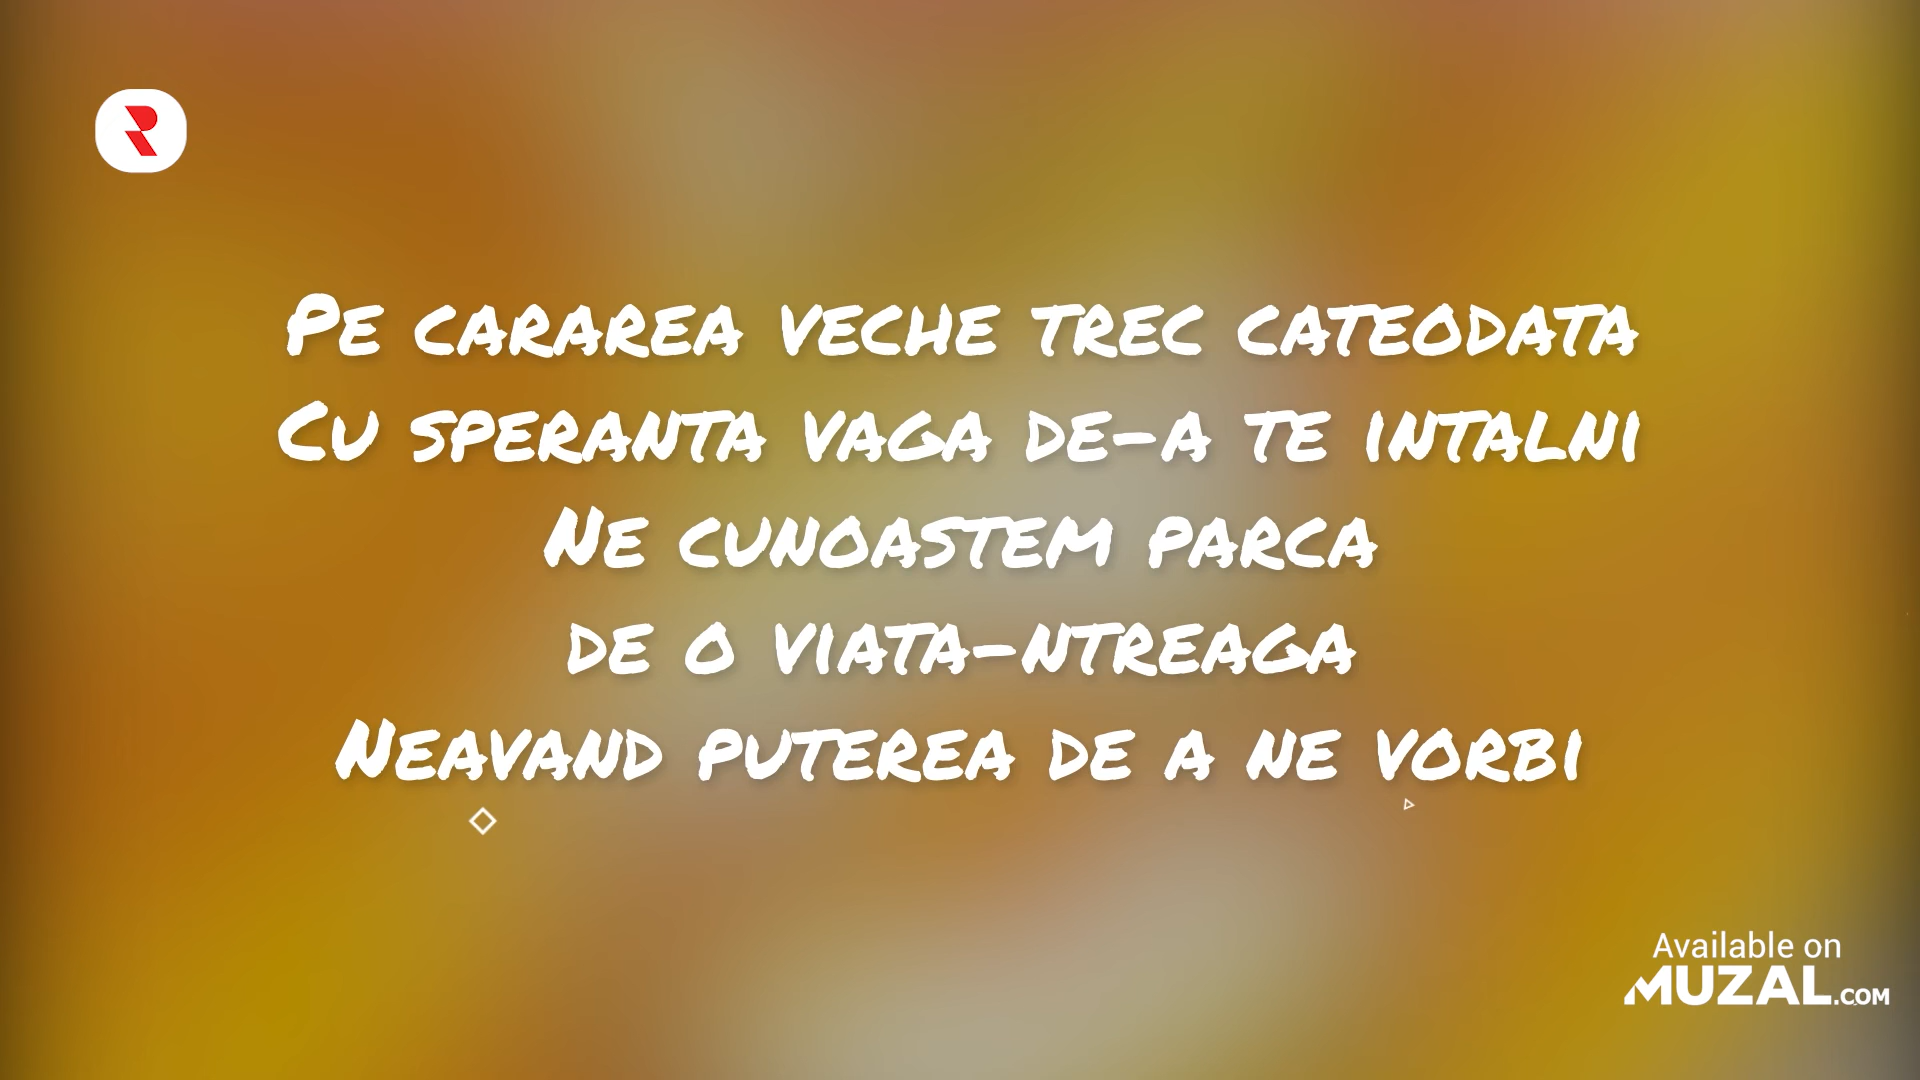 Pe cararea veche trec cateodata
Cu speranta vaga de-a te intalni
Ne cunoastem parca
de o viata-ntreaga
Neavand puterea de a ne vorbi
Available on
MUZAL.COM